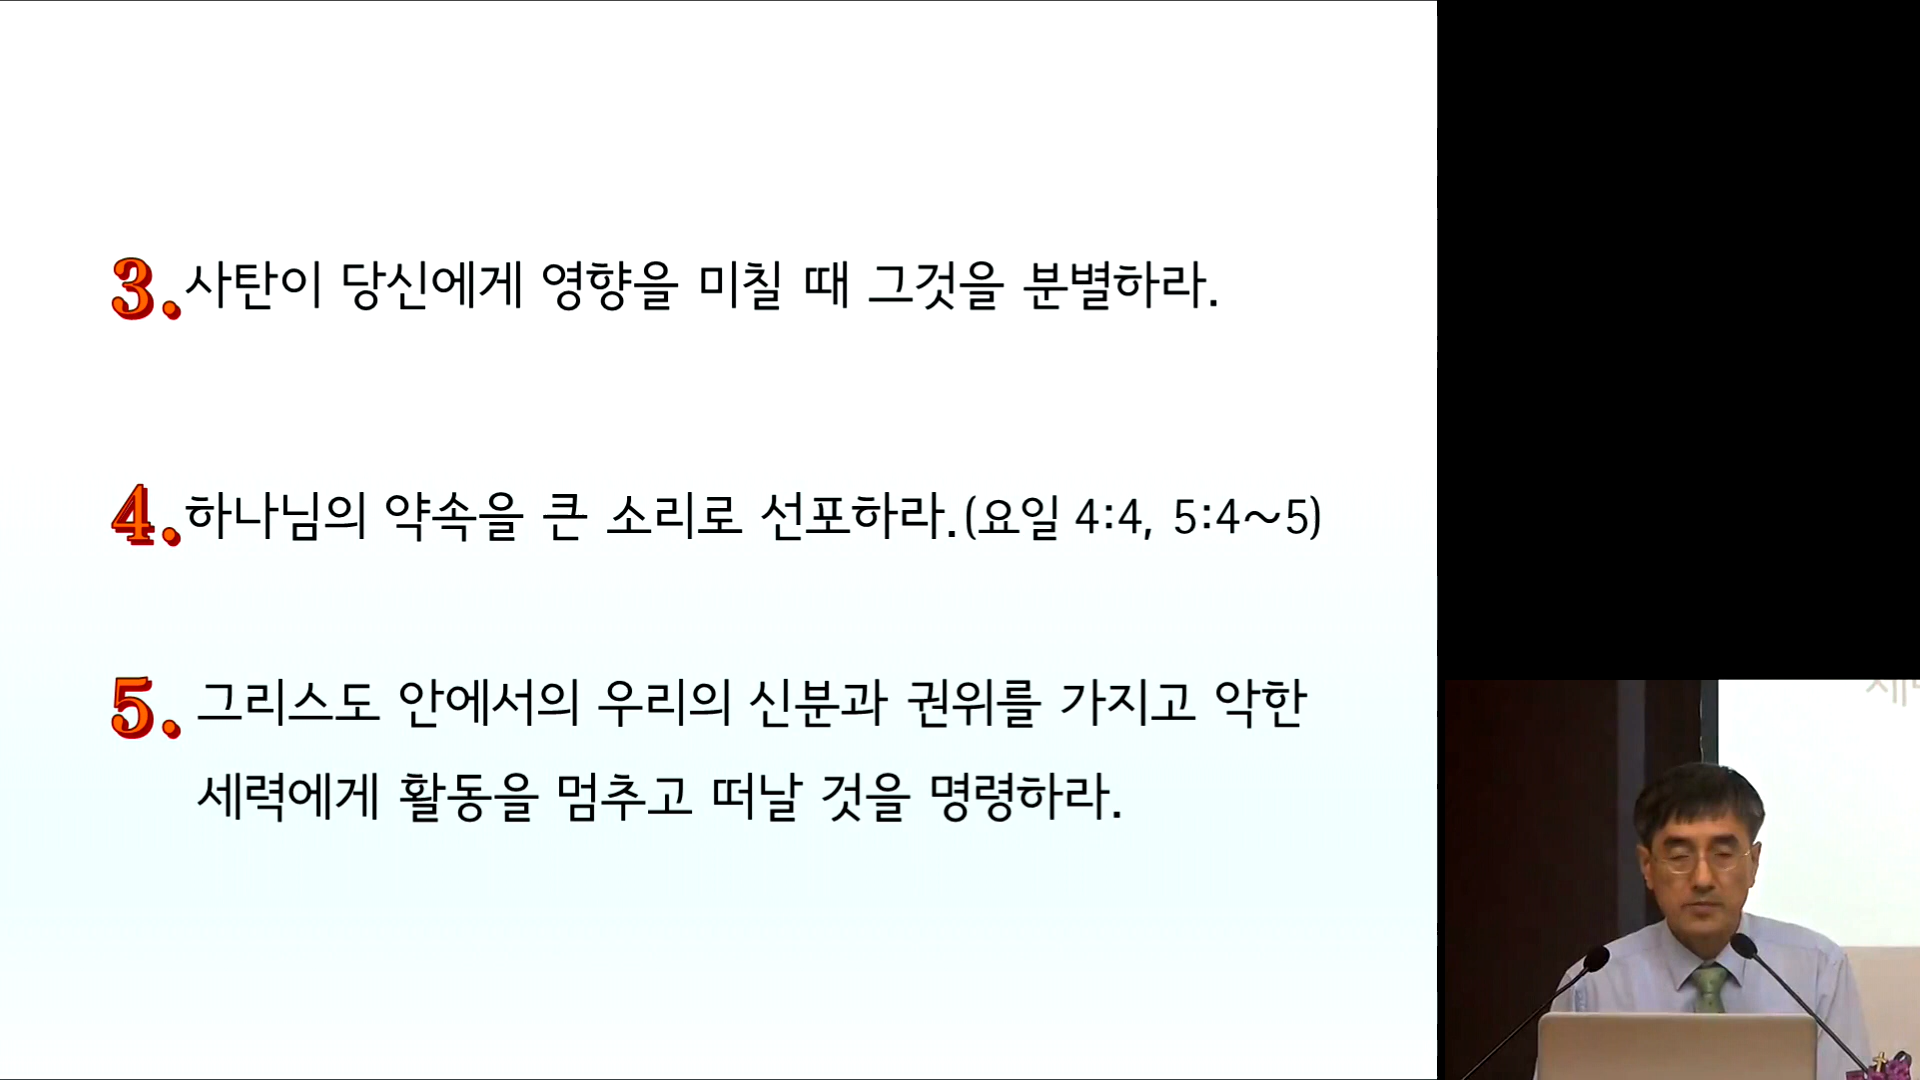 3. 사탄이 당신에게 영향을 미칠 때 그것을 분별하라.
4. 하나님의 약속을 큰 소리로 선포하라.(요일 4:4, 5:4~5)
5. 그리스도 안에서의 우리의 신분과 권위를 가지고 악한
세력에게 활동을 멈추고 떠날 것을 명령하라.